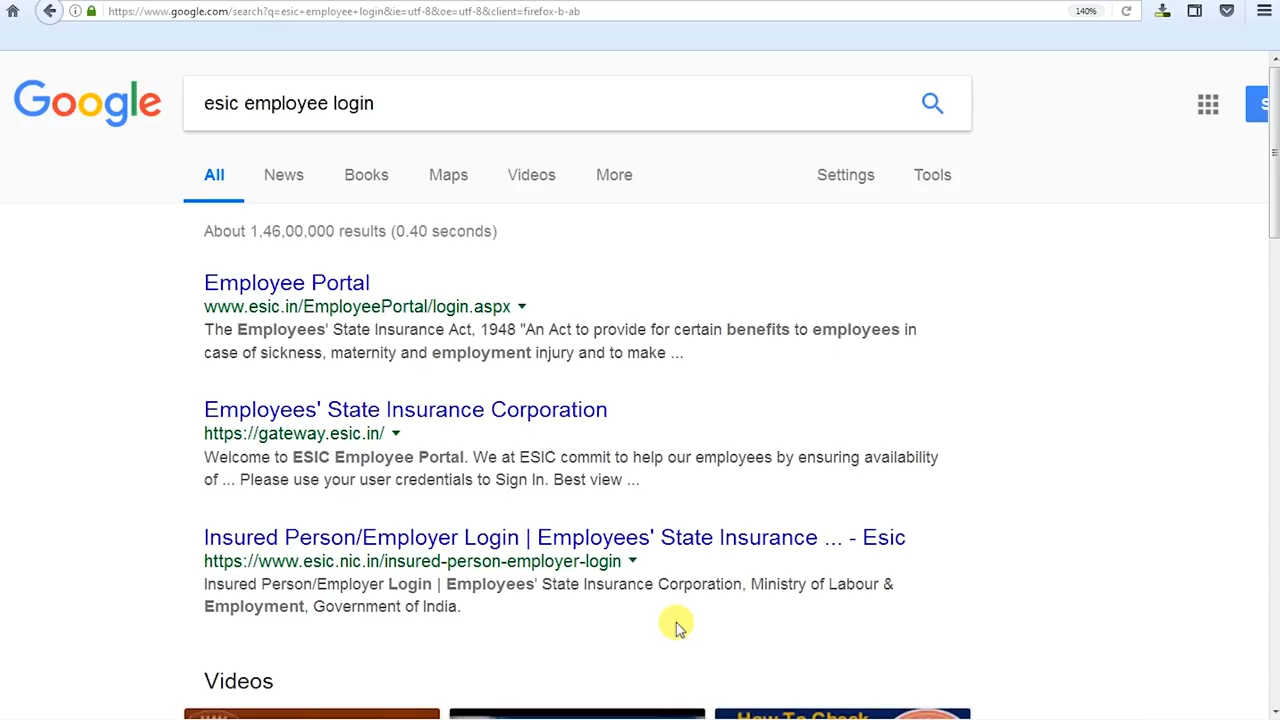 https://www.google.com/search?q=esic+employee+login&ie=utf-8&oe=utf-8&client=firefox-b-ab
140%
Google
esic employee login
S
All
News
Books
Maps
Videos
More
Settings
Tools
About 1,46,00,000 results (0.40 seconds)
Employee Portal
www.esic.in/EmployeePortal/login.aspx
The Employees' State Insurance Act, 1948 "An Act to provide for certain benefits to employees in
case of sickness, maternity and employment injury and to make ...
Employees' State Insurance Corporation
https://gateway.esic.in/
Welcome to ESIC Employee Portal. We at ESIC commit to help our employees by ensuring availability
of ... Please use your user credentials to Sign In. Best view ...
Insured Person/Employer Login | Employees' State Insurance ... - Esic
https://www.esic.nic.in/insured-person-employer-login
Insured Person/Employer Login | Employees' State Insurance Corporation, Ministry of Labour &
Employment, Government of India.
Videos
How To Check